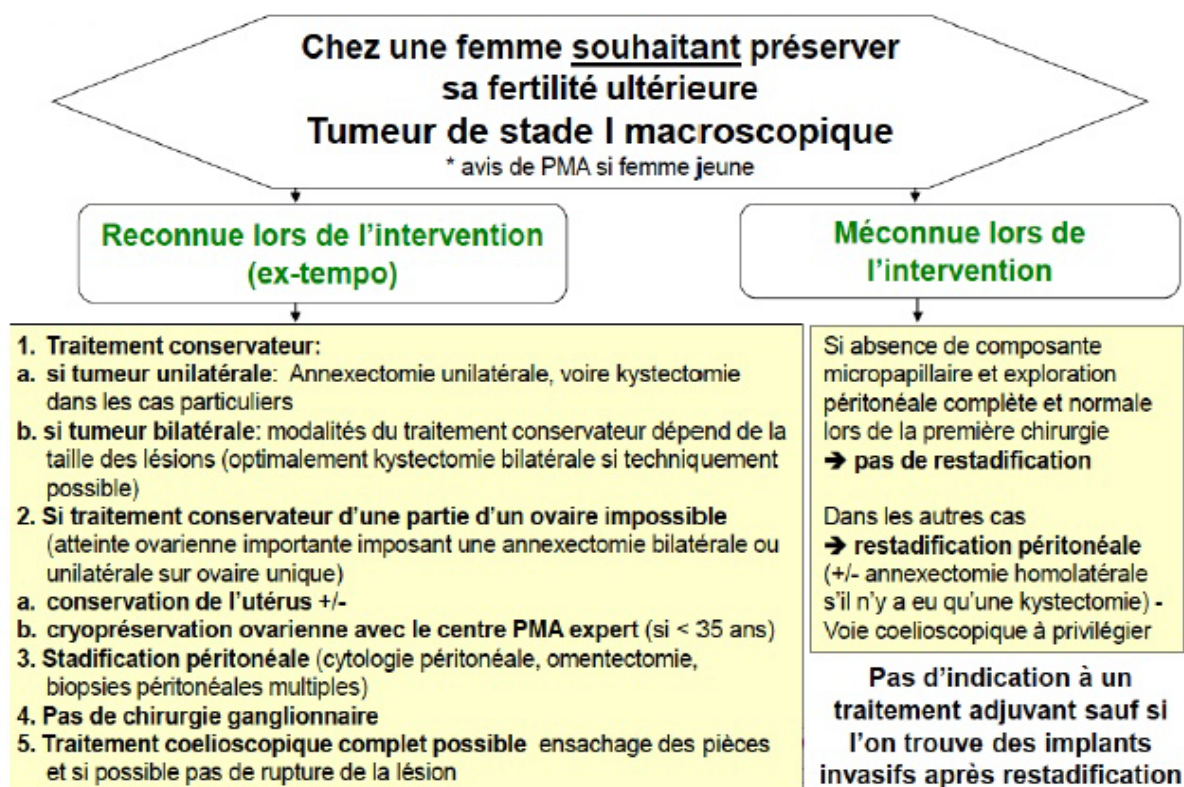 Chez une femme souhaitant préserver
sa fertilité ultérieure
Tumeur de stade I macroscopique
* avis de PMA si femme jeune
Reconnue lors de l'intervention
(ex-tempo)
Méconnue lors de
l'intervention
1. Traitement conservateur:
a. si tumeur unilatérale: Annexectomie unilatérale, voire kystectomie
dans les cas particuliers
b. si tumeur bilatérale: modalités du traitement conservateur dépend de la
taille des lésions (optimalement kystectomie bilatérale si techniquement
possible)
2. Si traitement conservateur d'une partie d'un ovaire impossible
(atteinte ovarienne importante imposant une annexectomie bilatérale ou
unilatérale sur ovaire unique)
a. conservation de l'utérus +/-
b. cryopréservation ovarienne avec le centre PMA expert (si < 35 ans)
3. Stadification péritonéale (cytologie péritonéale, omentectomie,
biopsies péritonéales multiples)
4. Pas de chirurgie ganglionnaire
5. Traitement coelioscopique complet possible ensachage des pièces
et si possible pas de rupture de la lésion
Si absence de composante
micropapillaire et exploration
péritonéale complète et normale
lors de la première chirurgie
➔ pas de restadification
Dans les autres cas
➔ restadification péritonéale
(+/- annexectomie homolatérale
s'il n'y a eu qu'une kystectomie) -
Voie coelioscopique à privilégier
Pas d'indication à un
traitement adjuvant sauf si
l'on trouve des implants
invasifs après restadification